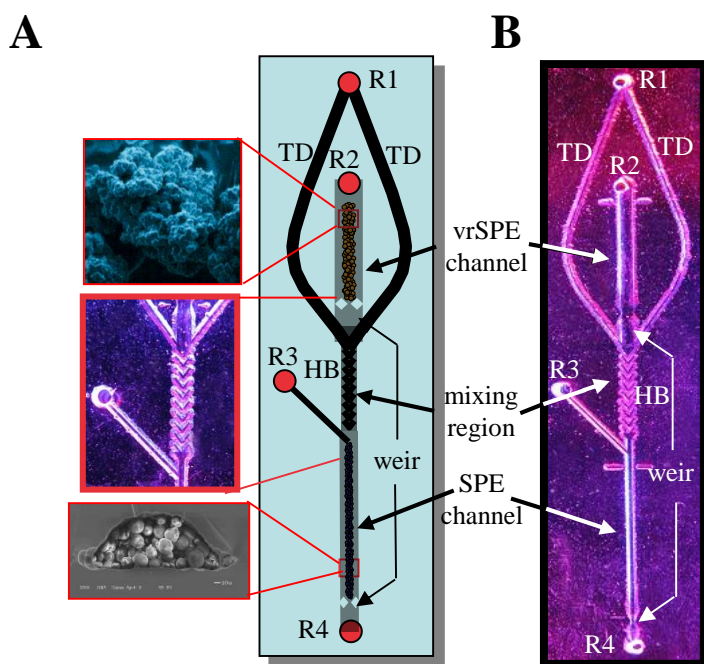 A
B
R1
TD
TD
R2
vrSPE
channel
R3
HB
mixing
region
weir
SPE
channel
R4
R1
TD
TD
R2
R3
HB
weir
R4